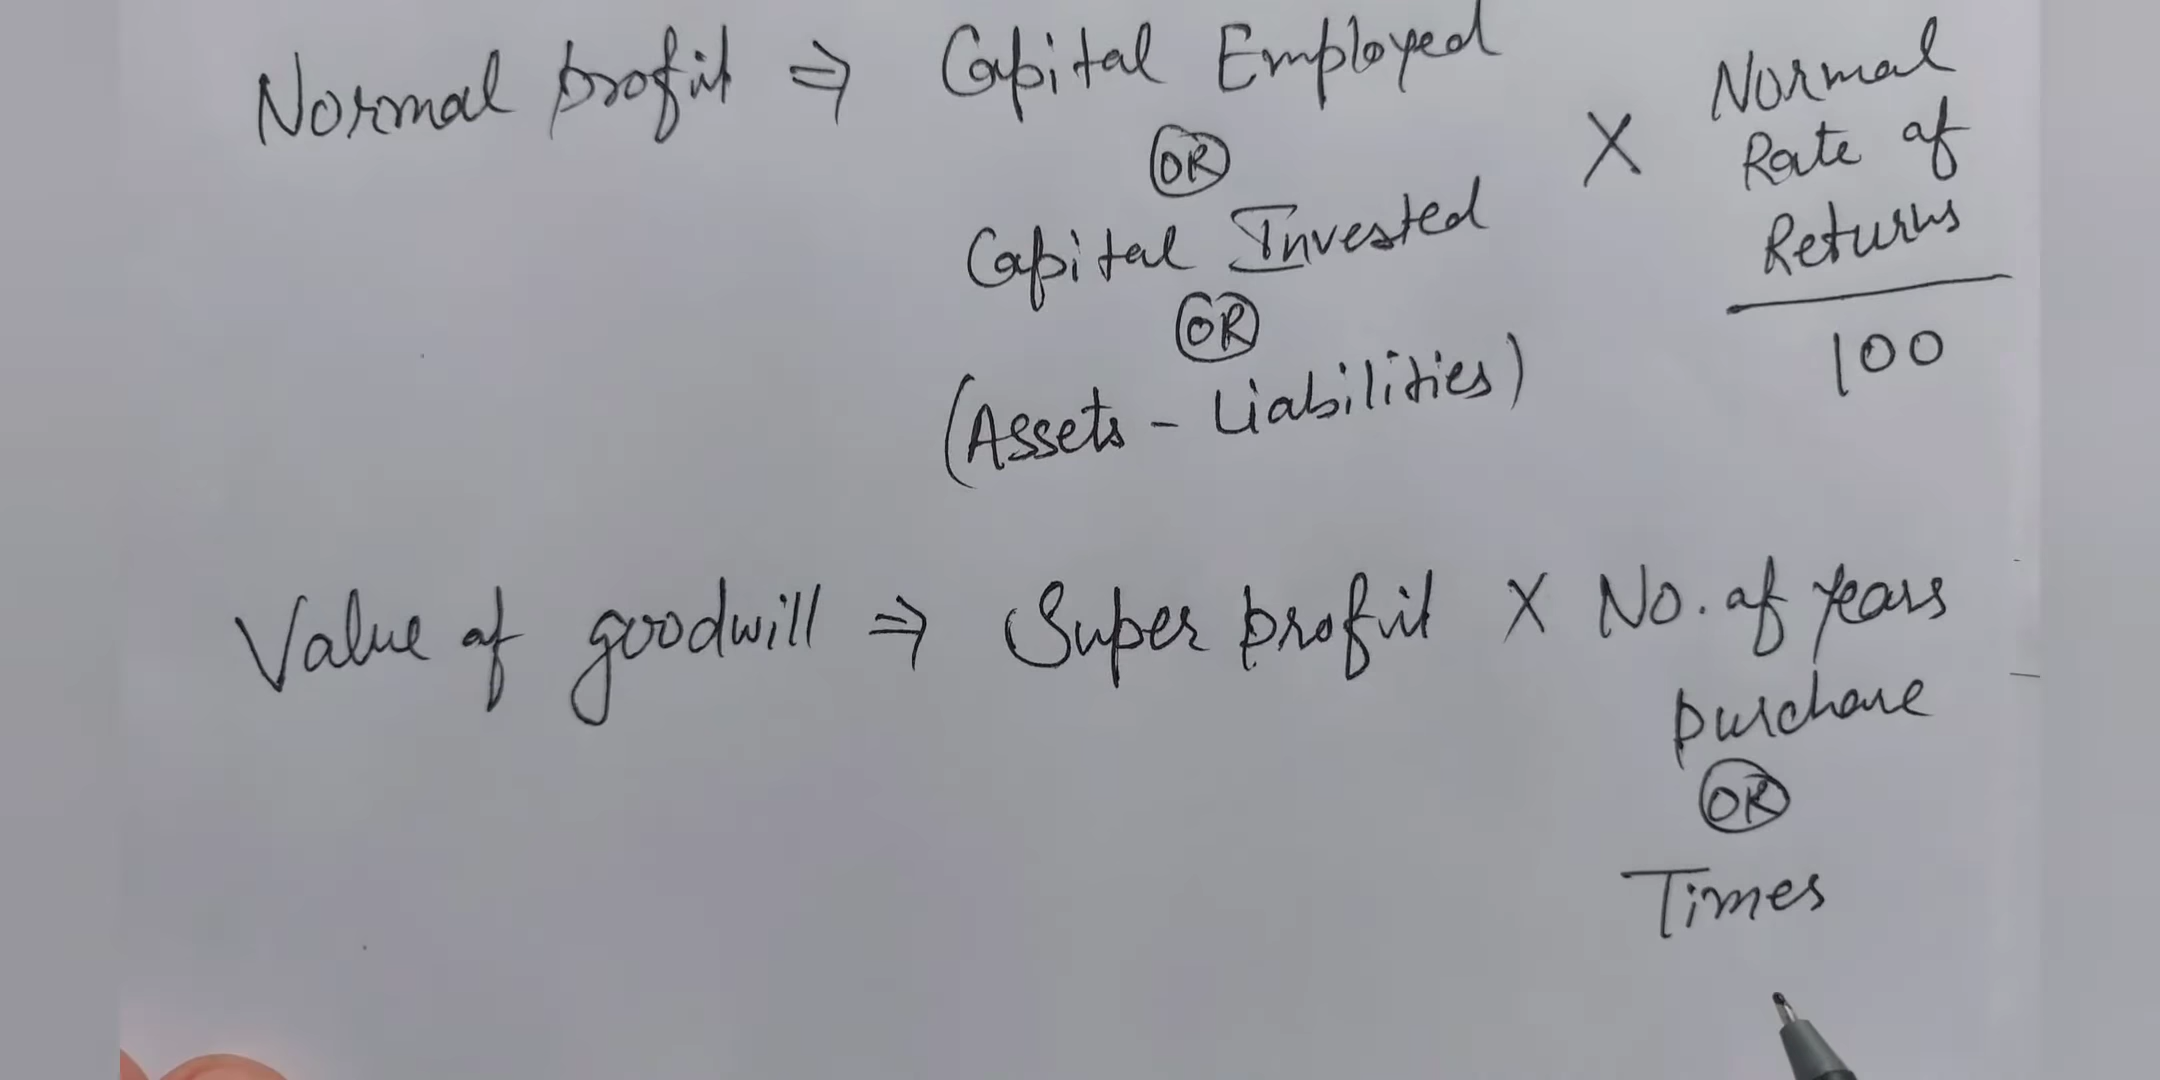 Normal profit ⇒ Capital Employed
OR
Capital Invested
OR
(Assets - Liabilities)
X Normal
Rate of
Returns
100
Value of goodwill ⇒ Super profit X No. of years
purchase
OR
Times